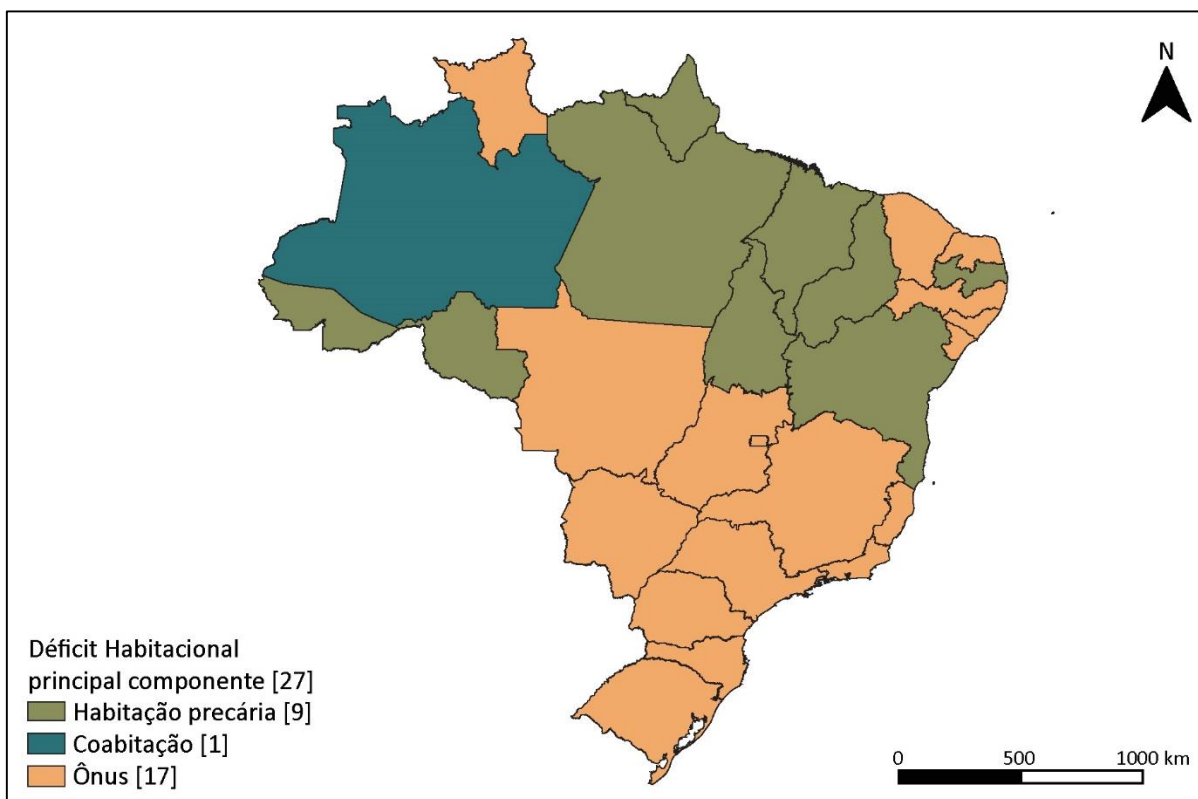 N
Déficit Habitacional
principal componente [27]
Habitação precária [9]
Coabitação [1]
Ônus [17]
0 500 1000 km